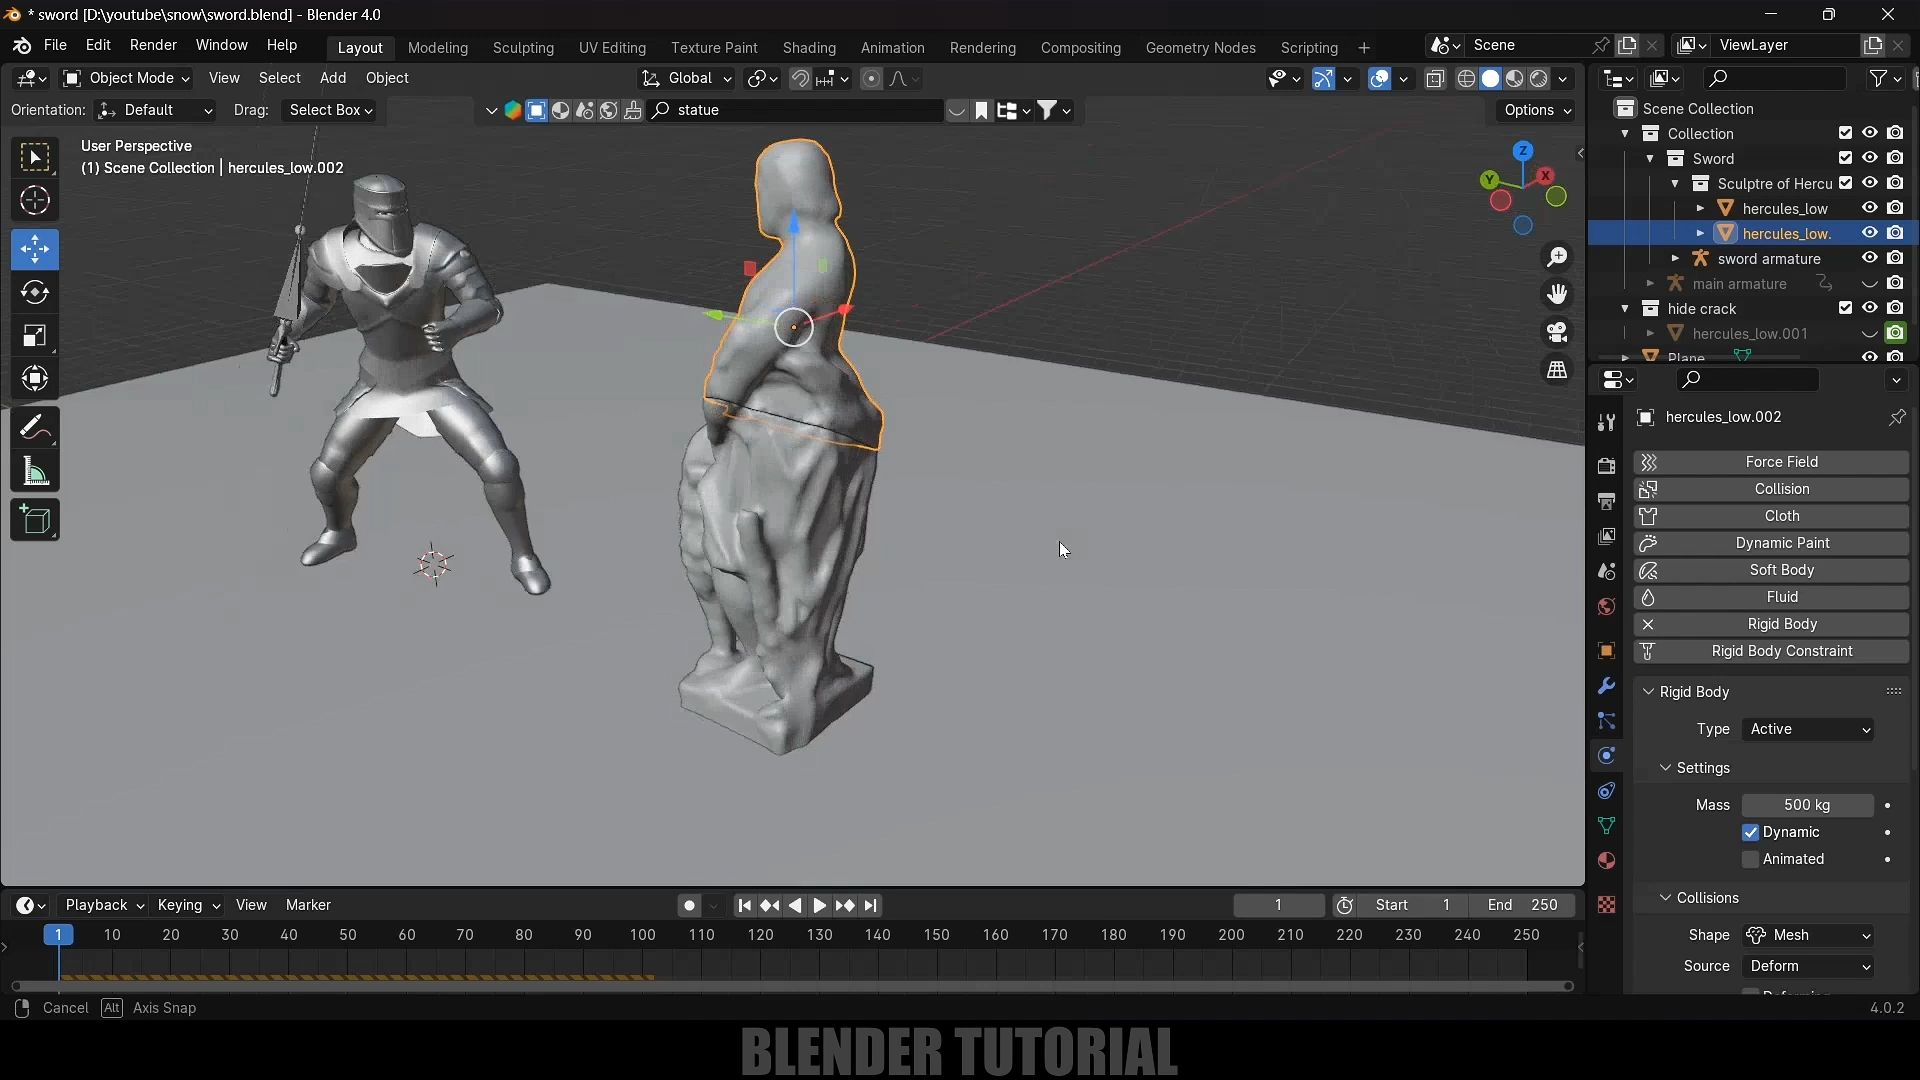 * sword [D:\youtube\snow\sword.blend] - Blender 4.0
File Edit Render Window Help
Layout Modeling Sculpting UV Editing Texture Paint Shading Animation Rendering Compositing Geometry Nodes Scripting +
Scene
ViewLayer
Object Mode View Select Add Object
Global
Orientation: Default Drag: Select Box
statue
Options
User Perspective
(1) Scene Collection | hercules_low.002
Z
Y
X
Scene Collection
Collection
Sword
Sculptre of Hercu
hercules_low
hercules_low.
sword armature
main armature
hide crack
hercules_low.001
Plane
hercules_low.002
Force Field
Collision
Cloth
Dynamic Paint
Soft Body
Fluid
Rigid Body
Rigid Body Constraint
Rigid Body
Type Active
Settings
Mass 500 kg
Dynamic
Animated
Collisions
Shape Mesh
Source Deform
Playback Keying View Marker
1
Start 1
End 250
1 10 20 30 40 50 60 70 80 90 100 110 120 130 140 150 160 170 180 190 200 210 220 230 240 250
Cancel Alt Axis Snap
4.0.2
BLENDER TUTORIAL